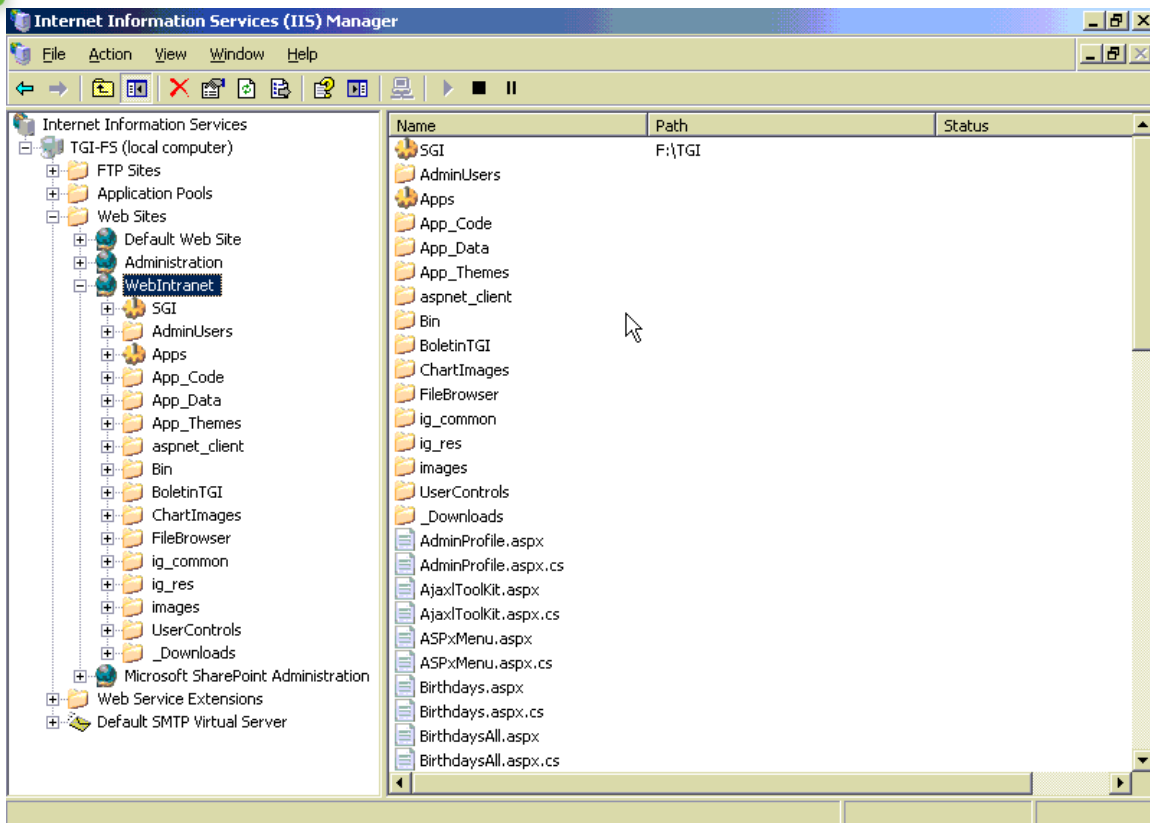 Internet Information Services (IIS) Manager
File Action View Window Help
Internet Information Services
TGI-FS (local computer)
FTP Sites
Application Pools
Web Sites
Default Web Site
Administration
WebIntranet
SGI
AdminUsers
Apps
App_Code
App_Data
App_Themes
aspnet_client
Bin
BoletinTGI
ChartImages
FileBrowser
ig_common
ig_res
images
UserControls
_Downloads
Microsoft SharePoint Administration
Web Service Extensions
Default SMTP Virtual Server
Name Path Status
SGI F:\TGI
AdminUsers
Apps
App_Code
App_Data
App_Themes
aspnet_client
Bin
BoletinTGI
ChartImages
FileBrowser
ig_common
ig_res
images
UserControls
_Downloads
AdminProfile.aspx
AdminProfile.aspx.cs
AjaxlToolKit.aspx
AjaxlToolKit.aspx.cs
ASPxMenu.aspx
ASPxMenu.aspx.cs
Birthdays.aspx
Birthdays.aspx.cs
BirthdaysAll.aspx
BirthdaysAll.aspx.cs